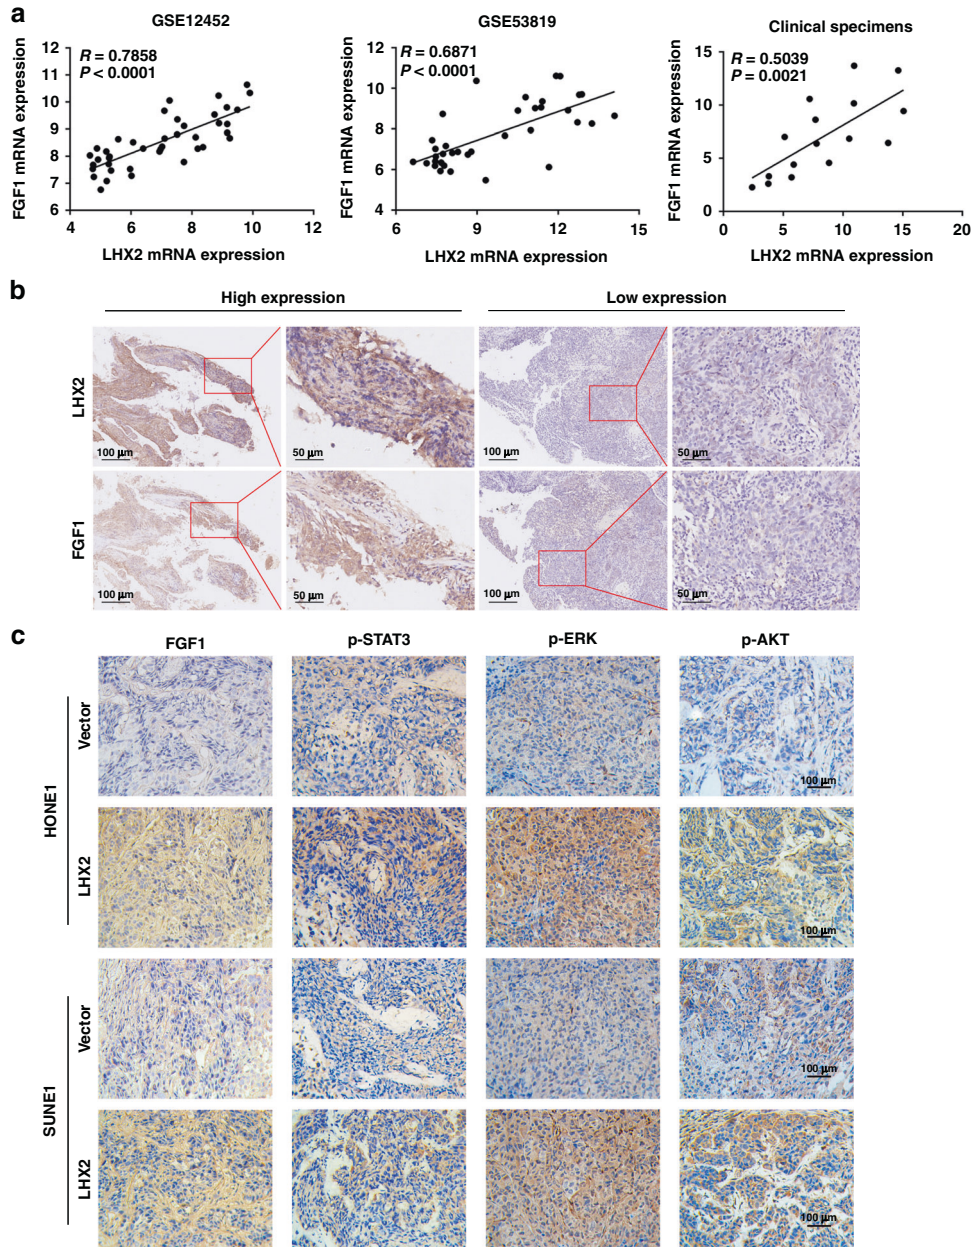 a
GSE12452
R = 0.7858
P < 0.0001
FGF1 mRNA expression
12
11
10
9
8
7
6
4
6
8
10
12
LHX2 mRNA expression
GSE53819
R = 0.6871
P < 0.0001
FGF1 mRNA expression
12
10
8
6
4
6
9
12
15
LHX2 mRNA expression
Clinical specimens
R = 0.5039
P = 0.0021
FGF1 mRNA expression
15
10
5
0
0
5
10
15
20
LHX2 mRNA expression
b
High expression
Low expression
LHX2
100 μm
50 μm
100 μm
50 μm
FGF1
100 μm
50 μm
100 μm
50 μm
c
FGF1
p-STAT3
p-ERK
p-AKT
HONE1
Vector
100 μm
LHX2
100 μm
SUNE1
Vector
100 μm
LHX2
100 μm